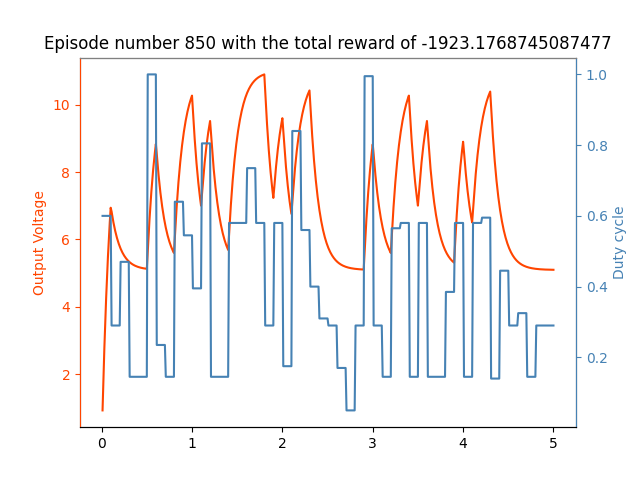 Episode number 850 with the total reward of -1923.1768745087477
10
8
6
4
2
Output Voltage
1.0
0.8
0.6
0.4
0.2
Duty cycle
0 1 2 3 4 5